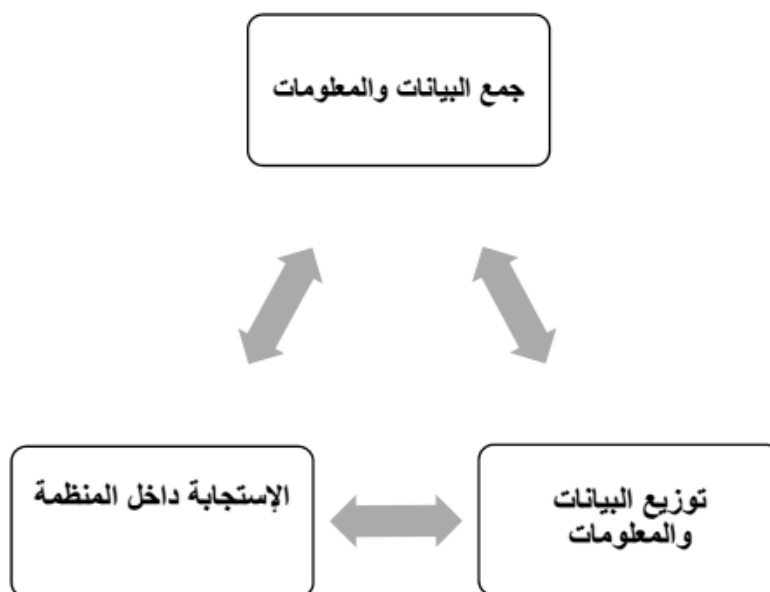 جمع البيانات والمعلومات
توزيع البيانات
والمعلومات
الإستجابة داخل المنظمة